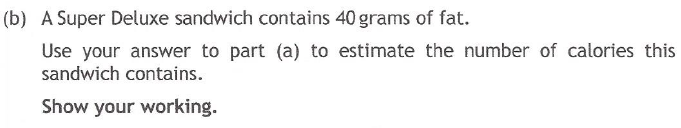 (b) A Super Deluxe sandwich contains 40 grams of fat.
Use your answer to part (a) to estimate the number of calories this
sandwich contains.
Show your working.